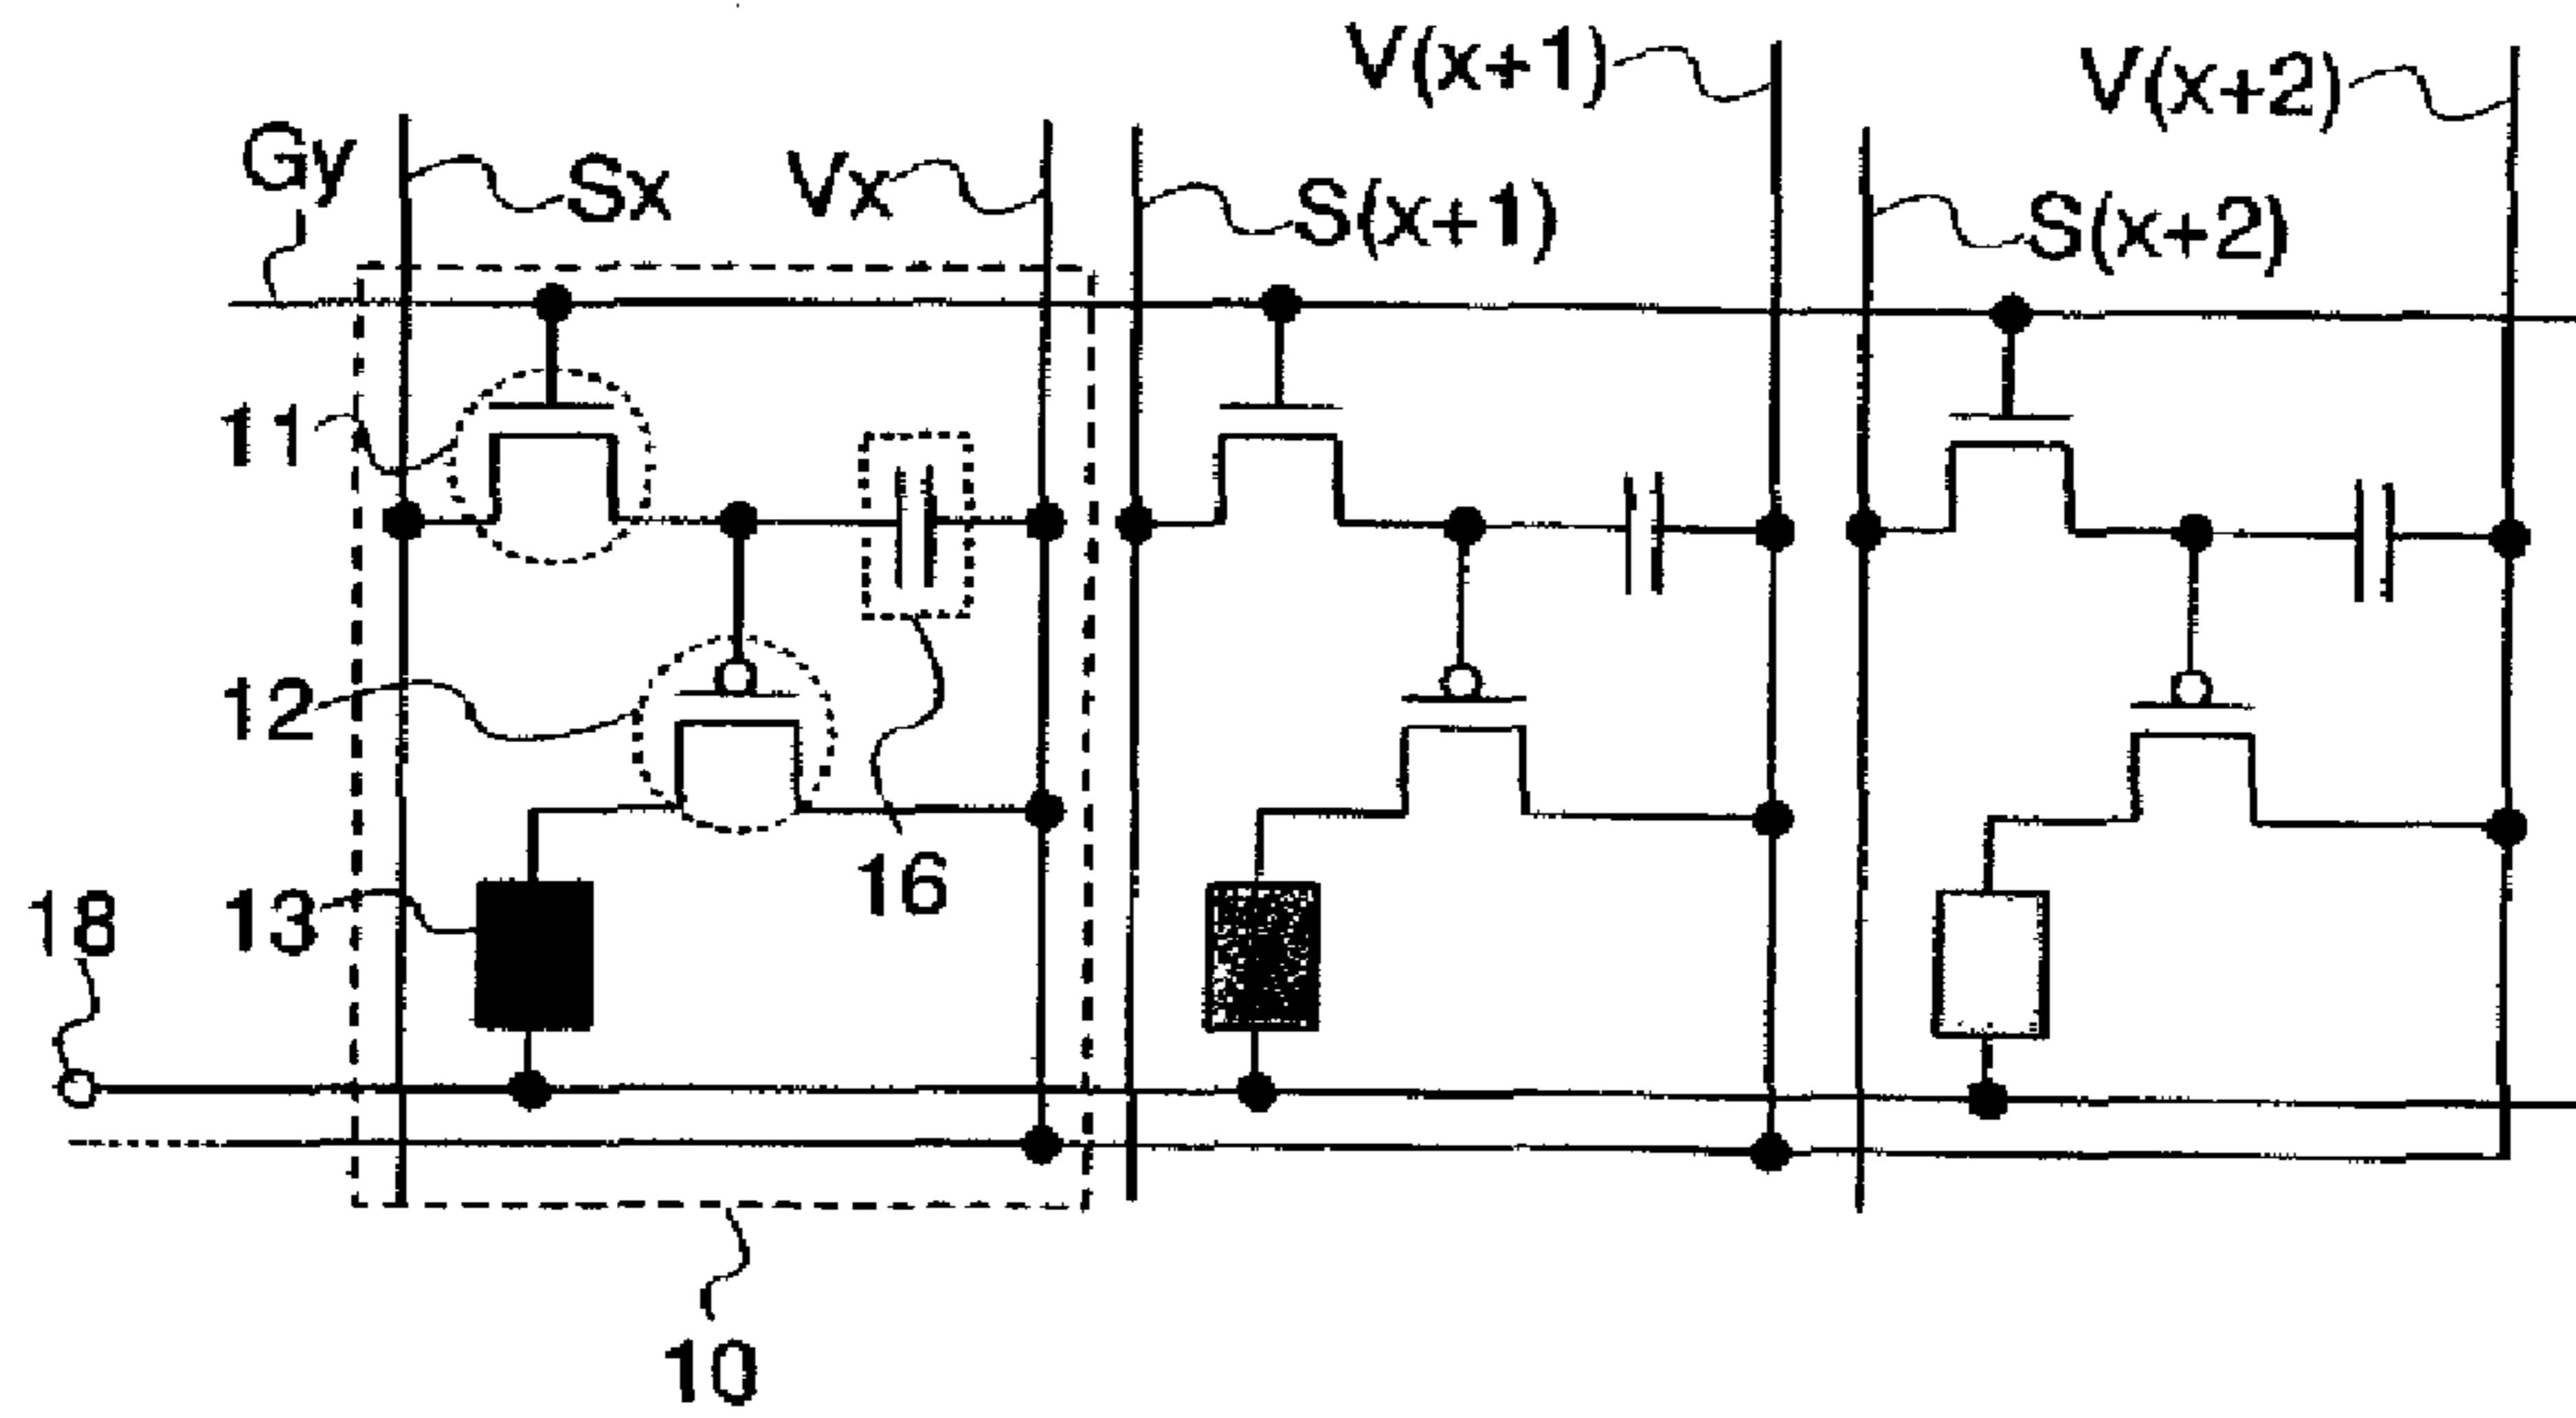 V(x+1)
V(x+2)
Gy
Sx
Vx
S(x+1)
S(x+2)
11
12
16
13
18
10